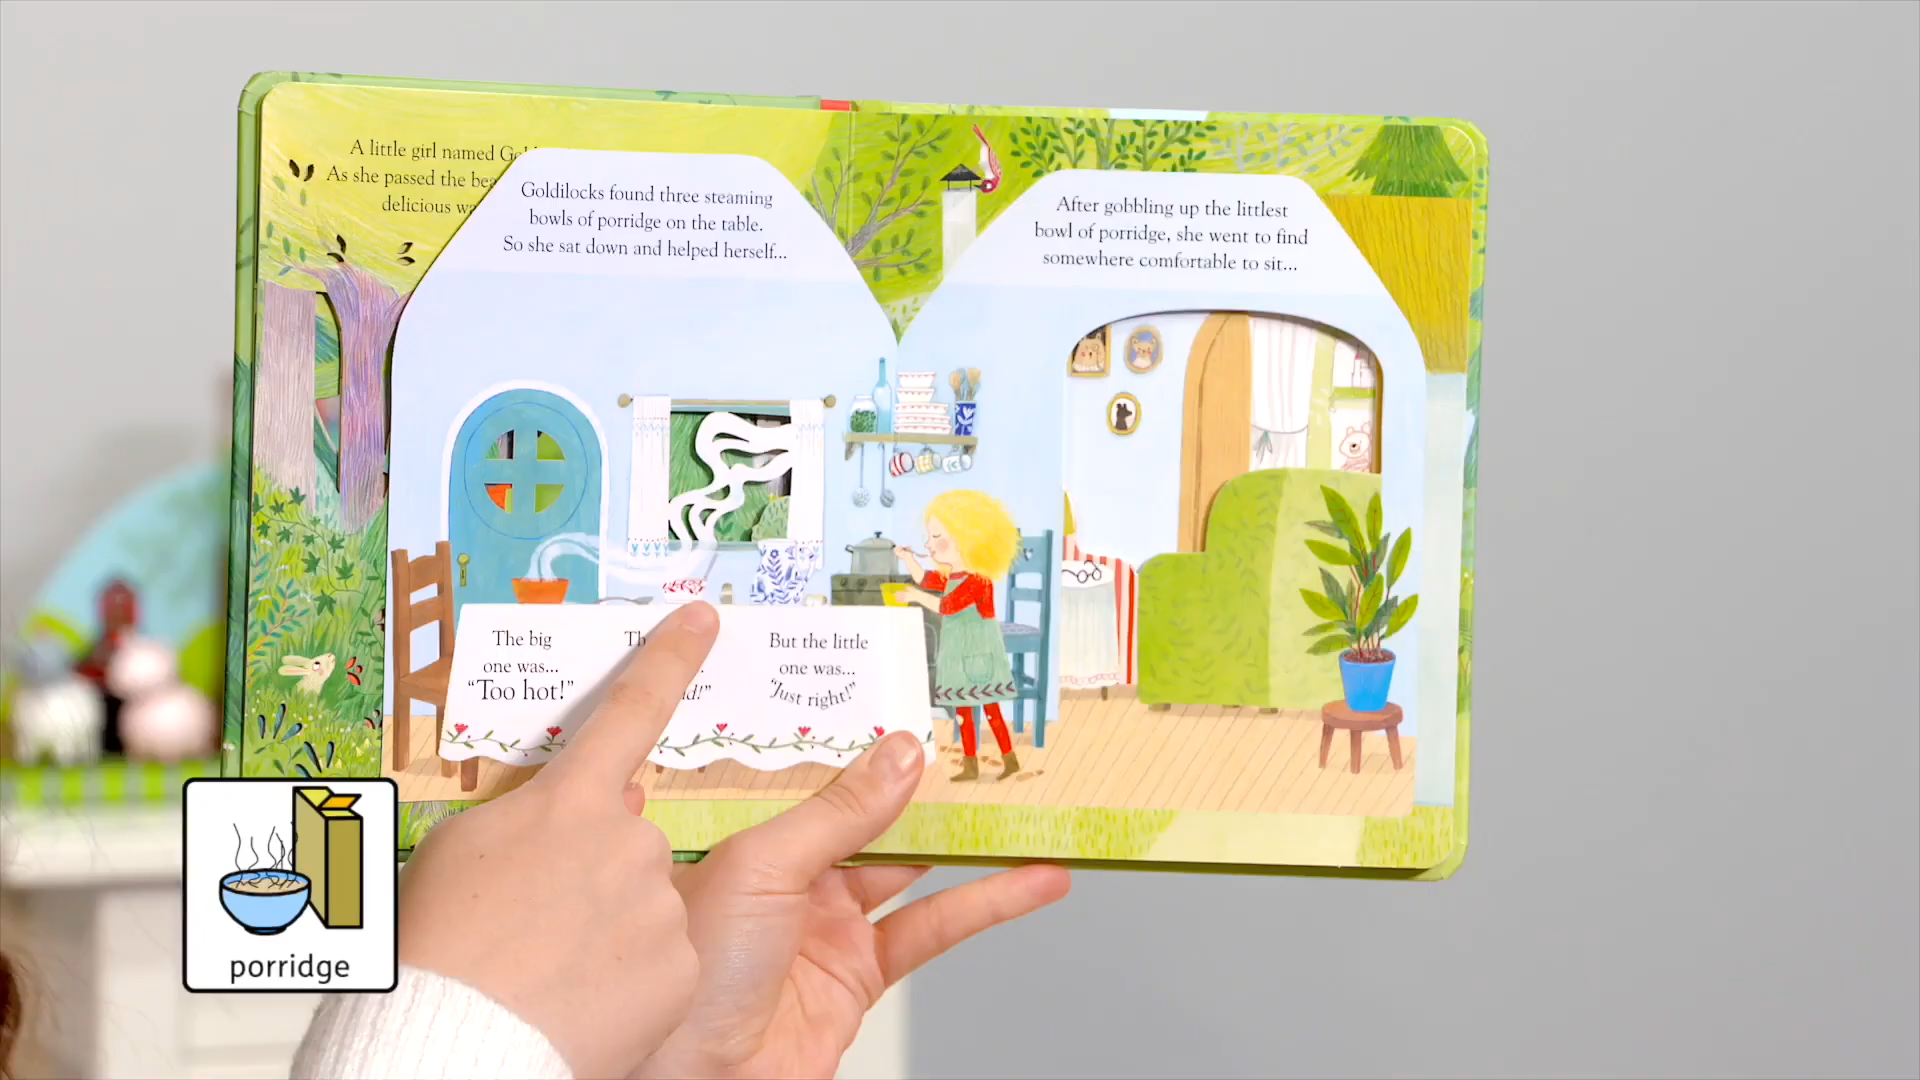 A little girl named
As she passed the
delicious
Goldilocks found three steaming
bowls of porridge on the table.
So she sat down and helped herself...
After gobbling up the littlest
bowl of porridge, she went to find
somewhere comfortable to sit...
The big
one was...
"Too hot!"
But the little
one was...
"Just right!"
porridge